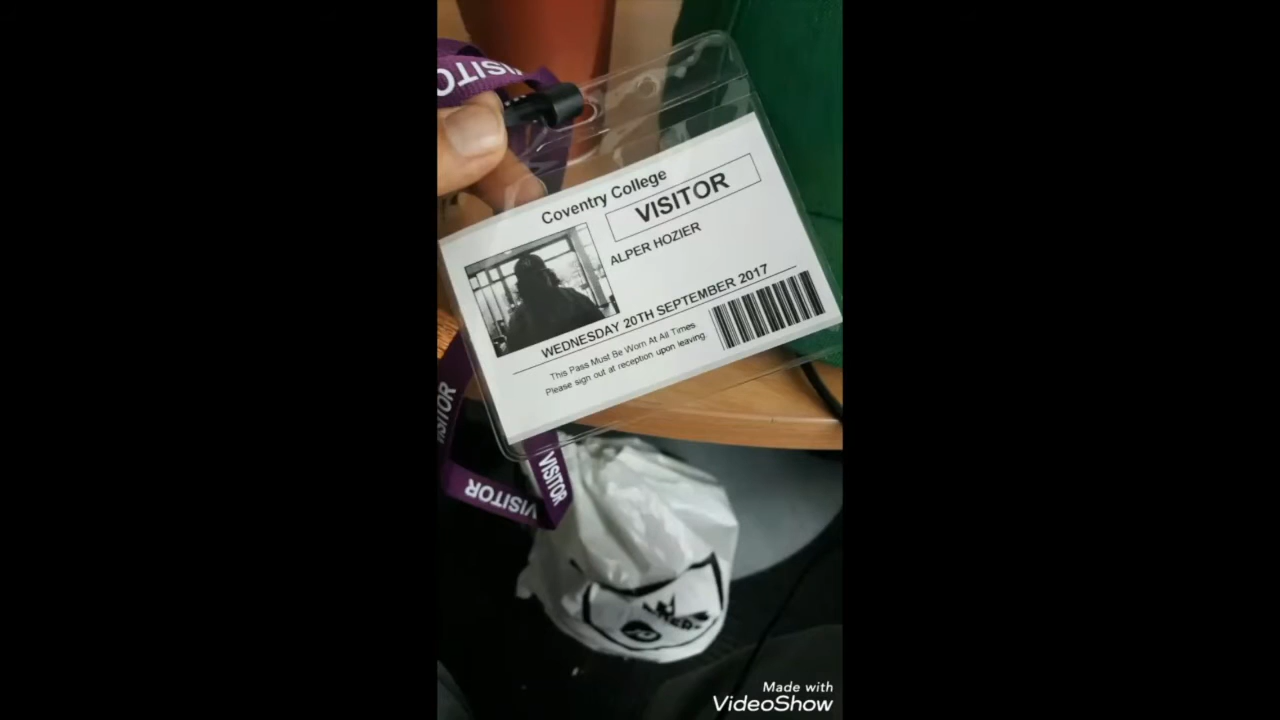 VISITOR
Coventry College
VISITOR
ALPER HOZIER
WEDNESDAY 20TH SEPTEMBER 2017
This Pass Must Be Worn At All Times
Please sign out at reception upon leaving.
VISITOR
VISITOR
VISITOR
Made with
VideoShow